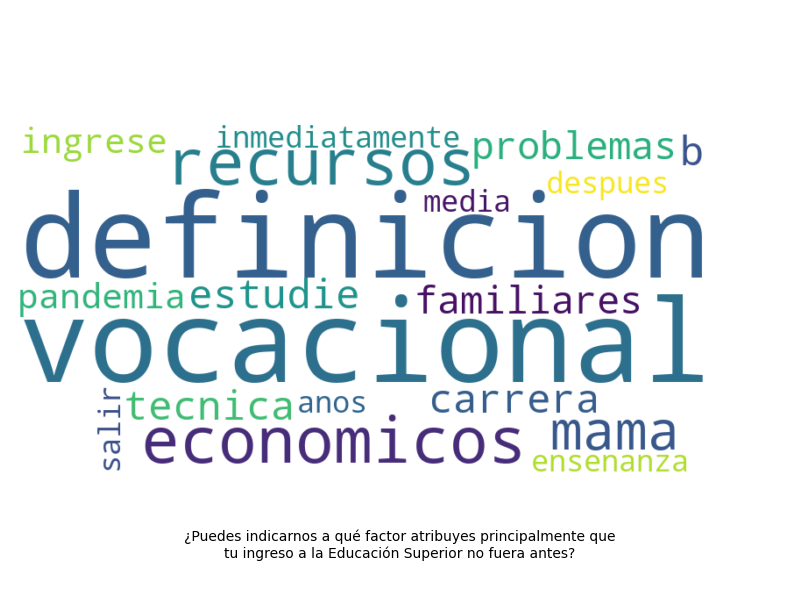 ingrese inmediatamente problemas b
recursos
despues
media
definicion
pandemia estudie familiares
vocacional
salir tecnica anos carrera
economicos mama
ensenanza
¿Puedes indicarnos a qué factor atribuyes principalmente que
tu ingreso a la Educación Superior no fuera antes?